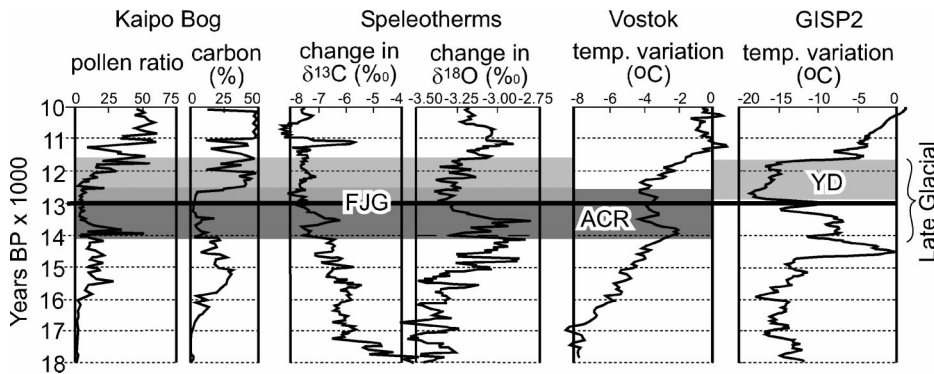 Kaipo Bog Speleotherms Vostok GISP2
pollen ratio carbon (%) change in δ13C (‰) change in δ18O (‰) temp. variation (ºC) temp. variation (ºC)
0 25 50 75 0 25 50 -8 -7 -6 -5 -4 -3.50 -3.25 -3.00 -2.75 -8 -6 -4 -2 0 -20 -15 -10 -5 0
Years BP x 1000
10
11
12
13
14
15
16
17
18
FJG
ACR
YD
Late Glacial